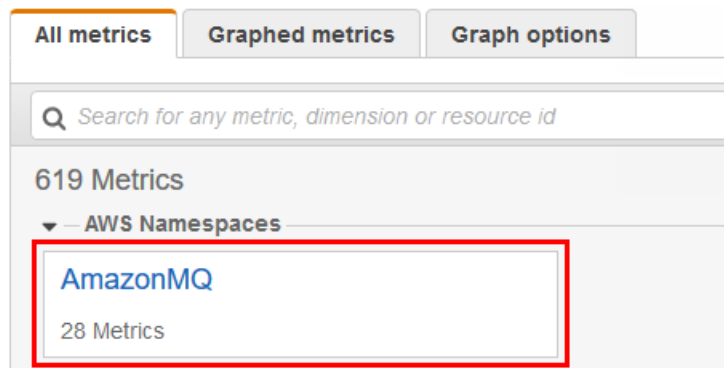 All metrics Graphed metrics Graph options
Search for any metric, dimension or resource id
619 Metrics
AWS Namespaces
AmazonMQ
28 Metrics